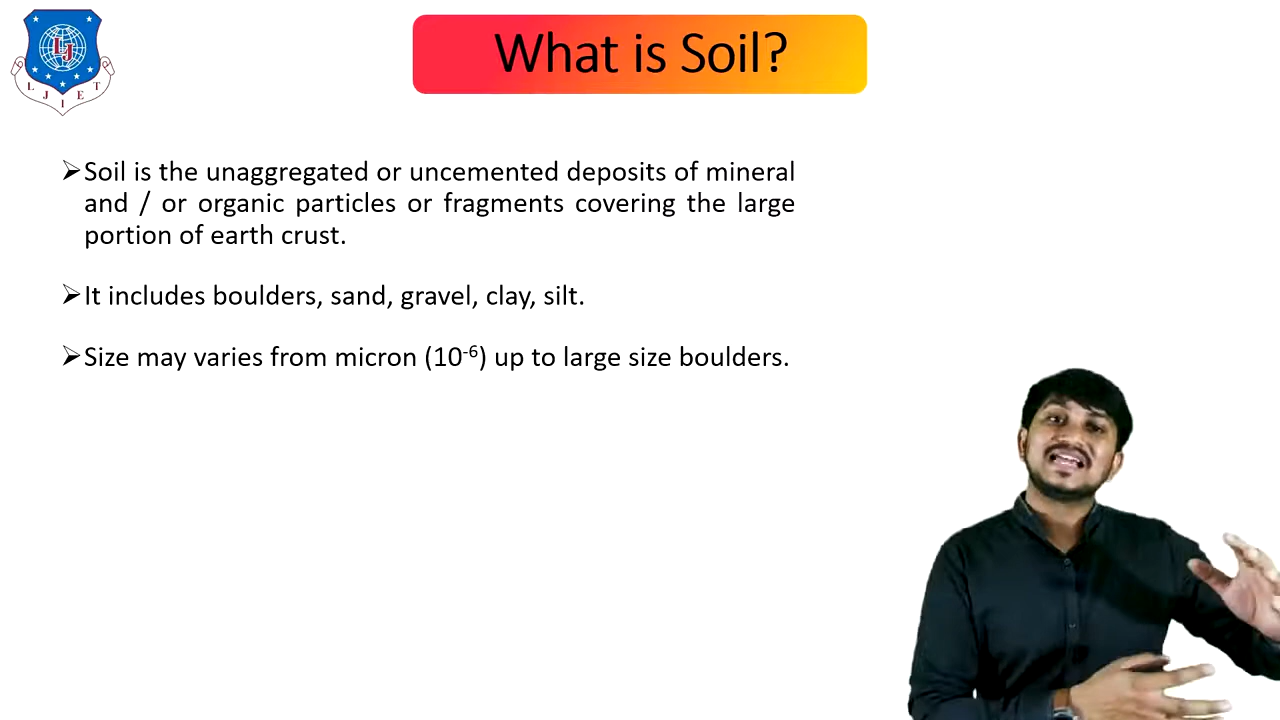 LJ
L J I E T
What is Soil?
➢Soil is the unaggregated or uncemented deposits of mineral
and / or organic particles or fragments covering the large
portion of earth crust.
➢It includes boulders, sand, gravel, clay, silt.
➢Size may varies from micron (10⁻⁶) up to large size boulders.